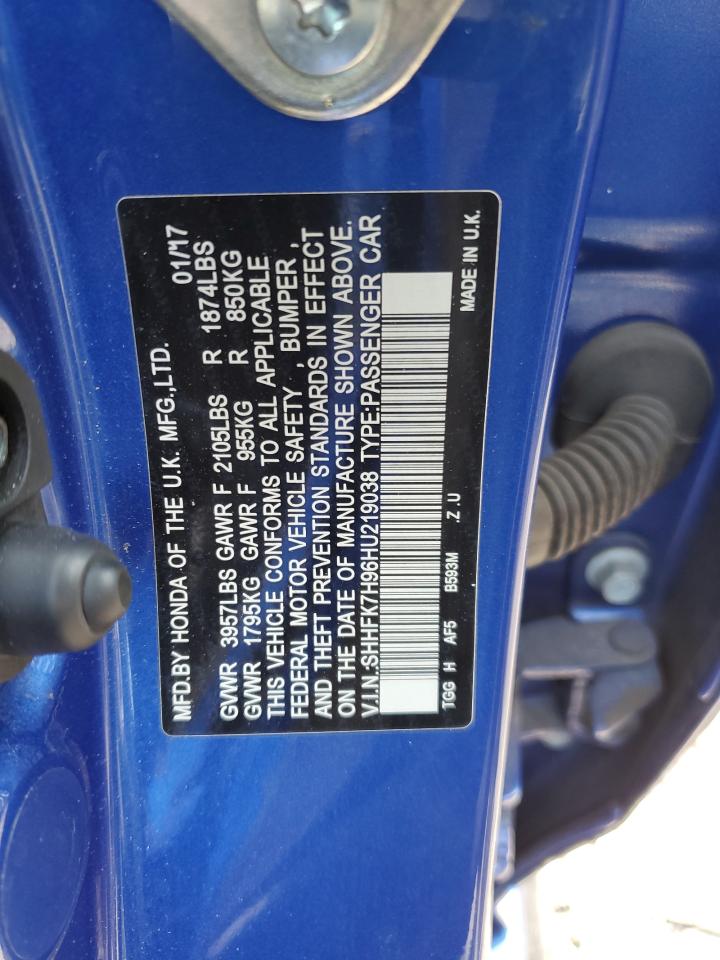 MFD.BY HONDA OF THE U.K. MFG.,LTD. 01/17
GVWR 3957LBS GAWR F 2105LBS R 1874LBS
GVWR 1795KG GAWR F 955KG R 850KG
THIS VEHICLE CONFORMS TO ALL APPLICABLE
FEDERAL MOTOR VEHICLE SAFETY , BUMPER ,
AND THEFT PREVENTION STANDARDS IN EFFECT
ON THE DATE OF MANUFACTURE SHOWN ABOVE.
V.I.N.:SHHFK7H96HU219038 TYPE:PASSENGER CAR
TGG H AF5 B593M .Z U MADE IN U.K.